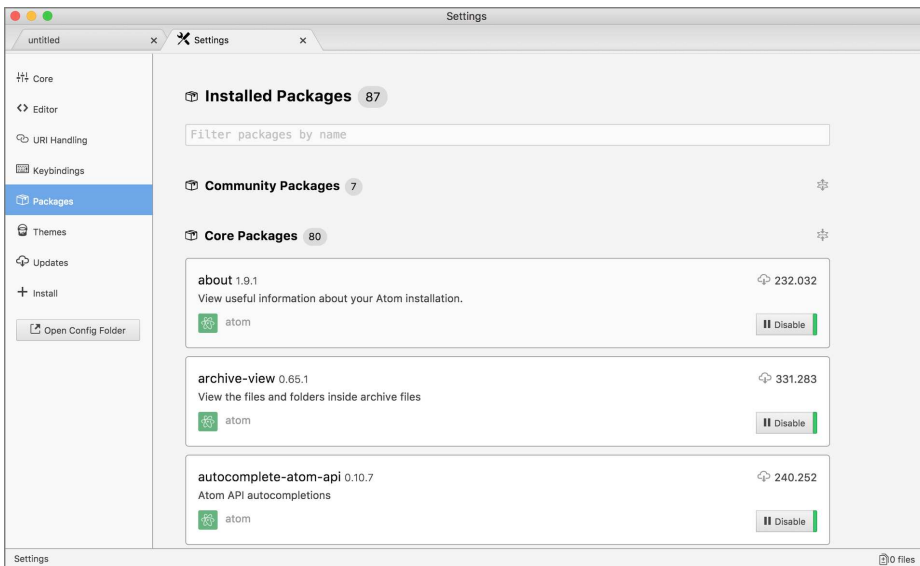 Settings
untitled
Settings
Core
Editor
URI Handling
Keybindings
Packages
Themes
Updates
Install
Open Config Folder
Installed Packages 87
Filter packages by name
Community Packages 7
Core Packages 80
about 1.9.1 232.032
View useful information about your Atom installation.
atom Disable
archive-view 0.65.1 331.283
View the files and folders inside archive files
atom Disable
autocomplete-atom-api 0.10.7 240.252
Atom API autocompletions
atom Disable
Settings 0 files